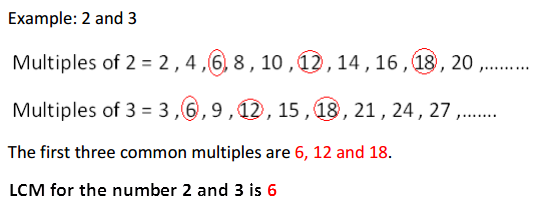 Example: 2 and 3
Multiples of 2 = 2 , 4 ,6, 8 , 10 ,12 , 14 , 16 , 18 , 20 ,.........
Multiples of 3 = 3 ,6 , 9 ,12 , 15 ,18 , 21 , 24 , 27 ,.......
The first three common multiples are 6, 12 and 18.
LCM for the number 2 and 3 is 6